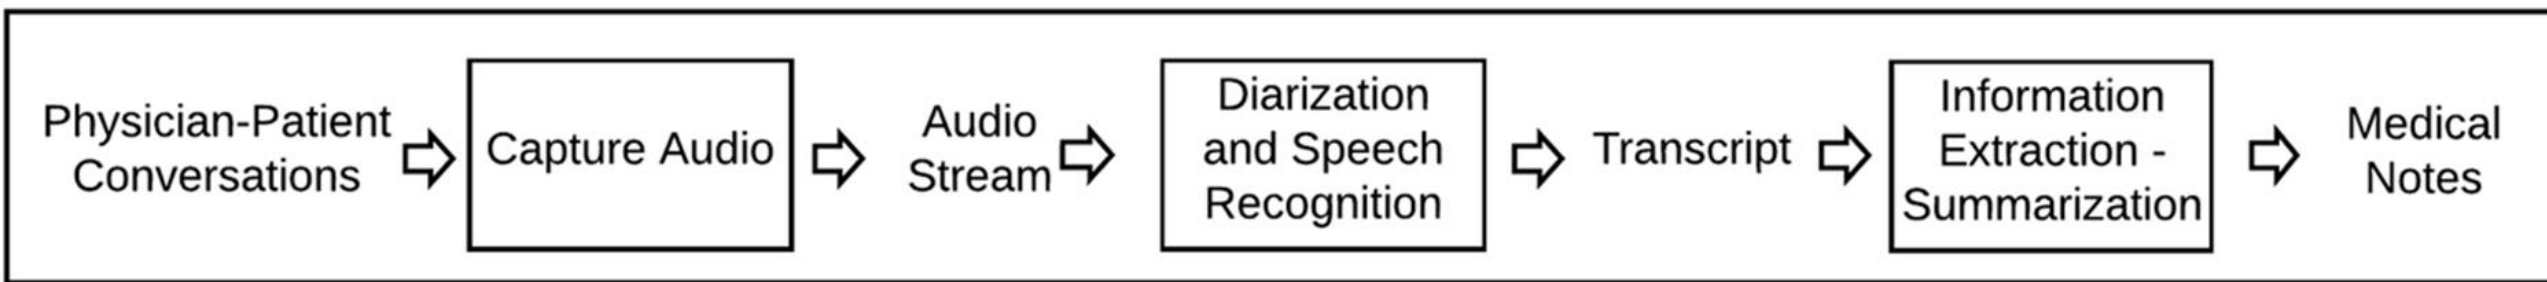 Physician-Patient
Conversations
Capture Audio
Audio
Stream
Diarization
and Speech
Recognition
Transcript
Information
Extraction -
Summarization
Medical
Notes